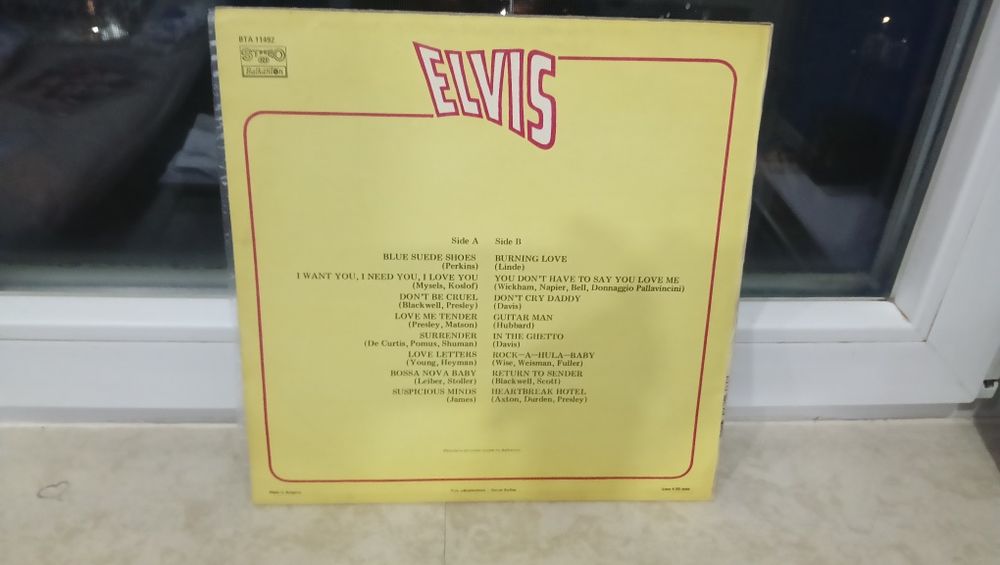 BTA 11492
STEREO
Balkanton
ELVIS
Side A
BLUE SUEDE SHOES
(Perkins)
I WANT YOU, I NEED YOU, I LOVE YOU
(Mysels, Koslof)
DON'T BE CRUEL
(Blackwell, Presley)
LOVE ME TENDER
(Presley, Matson)
SURRENDER
(De Curtis, Pomus, Shuman)
LOVE LETTERS
(Young, Heyman)
BOSSA NOVA BABY
(Leiber, Stoller)
SUSPICIOUS MINDS
(James)
Side B
BURNING LOVE
(Linde)
YOU DON'T HAVE TO SAY YOU LOVE ME
(Wickham, Napier, Bell, Donnaggio Pallavincini)
DON'T CRY DADDY
(Davis)
GUITAR MAN
(Hubbard)
IN THE GHETTO
(Davis)
ROCK—A—HULA—BABY
(Wise, Weisman, Fuller)
RETURN TO SENDER
(Blackwell, Scott)
HEARTBREAK HOTEL
(Axton, Durden, Presley)
Made in Bulgaria